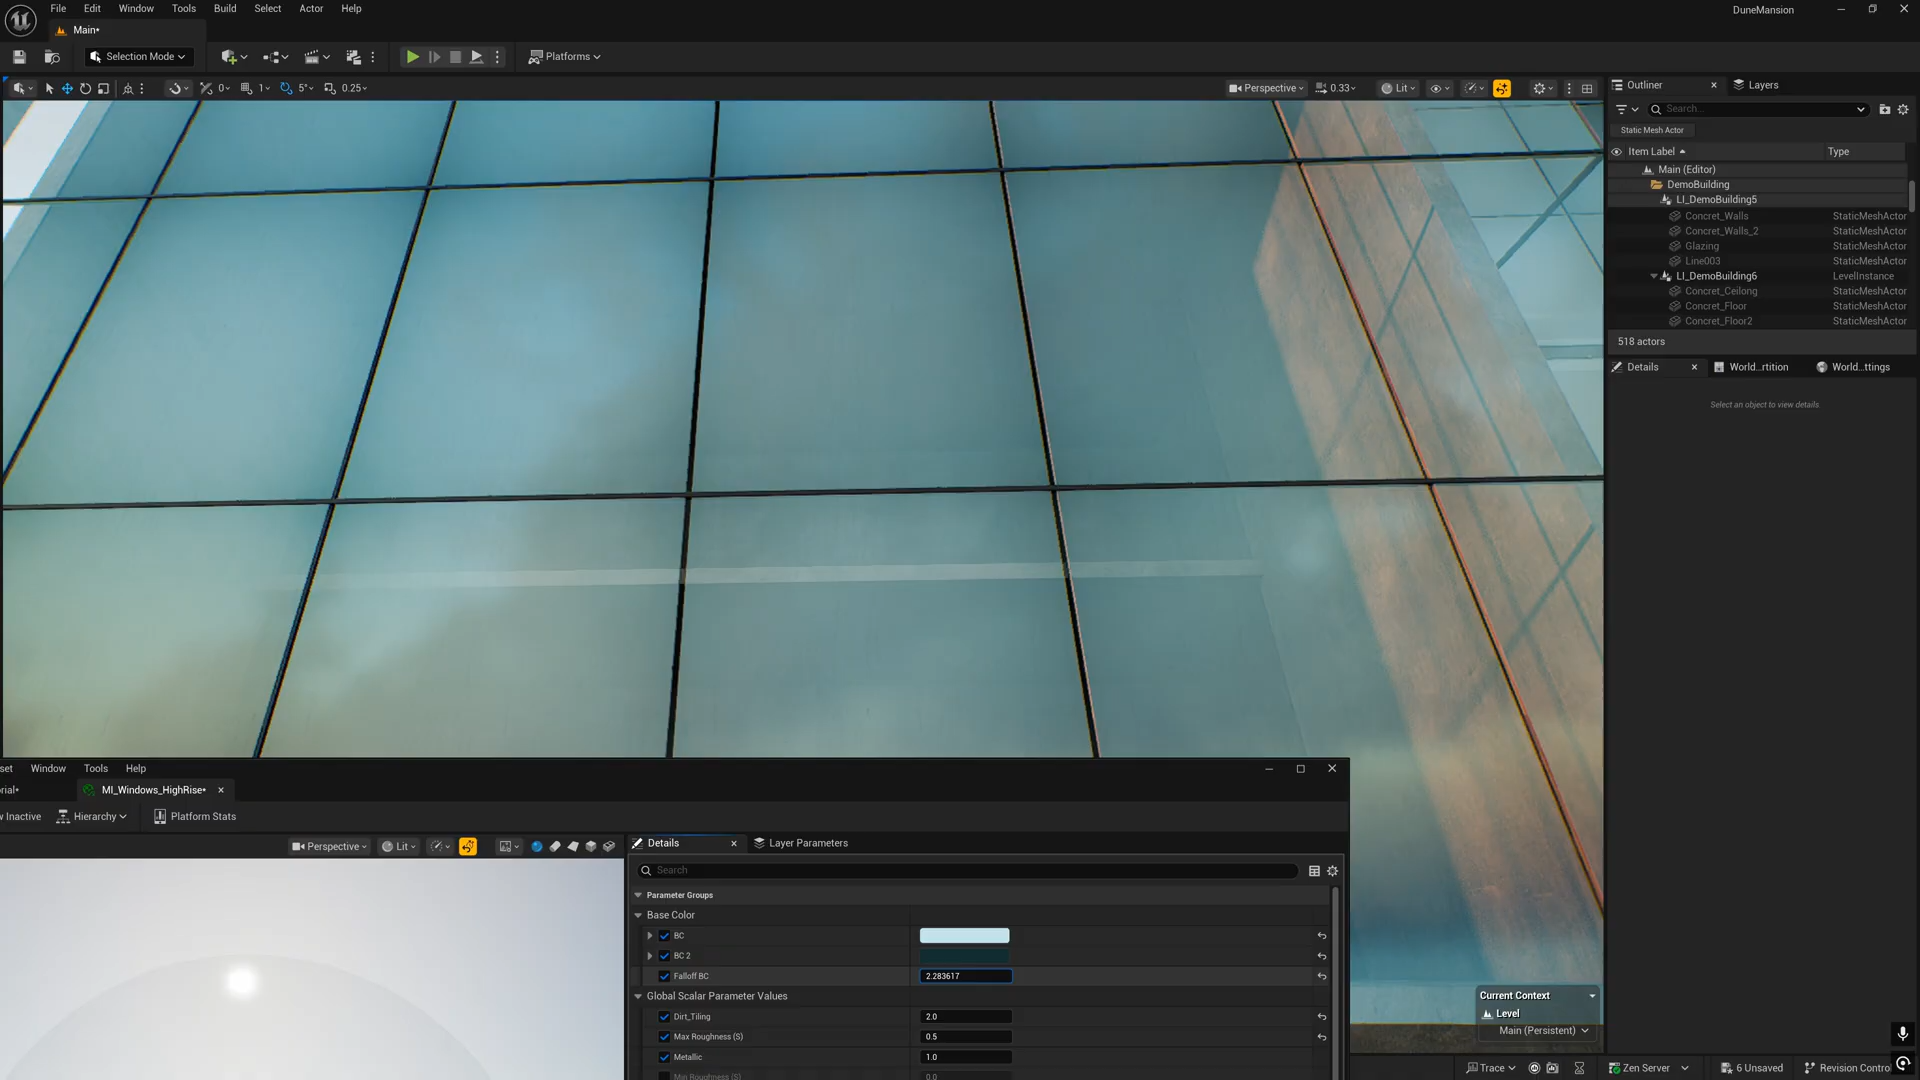 File Edit Window Tools Build Select Actor Help
DuneMansion
Main*
Selection Mode
Platforms
0 1 5° 0.25
Perspective 0.33 Lit
Outliner Layers
Search...
Static Mesh Actor
Item Label Type
Main (Editor)
DemoBuilding
LI_DemoBuilding5
Concret_Walls StaticMeshActor
Concret_Walls_2 StaticMeshActor
Glazing StaticMeshActor
Line003 StaticMeshActor
LI_DemoBuilding6 LevelInstance
Concret_Ceilong StaticMeshActor
Concret_Floor StaticMeshActor
Concret_Floor2 StaticMeshActor
518 actors
Details World...rtition World...ttings
Select an object to view details
set Window Tools Help
rial* MI_Windows_HighRise*
w Inactive Hierarchy Platform Stats
Perspective Lit
Details Layer Parameters
Search
Parameter Groups
Base Color
BC
BC 2
Falloff BC 2.283617
Global Scalar Parameter Values
Dirt_Tiling 2.0
Max Roughness (S) 0.5
Metallic 1.0
Min Roughness (S) 0.0
Current Context
Level
Main (Persistent)
Trace Zen Server 6 Unsaved Revision Contro